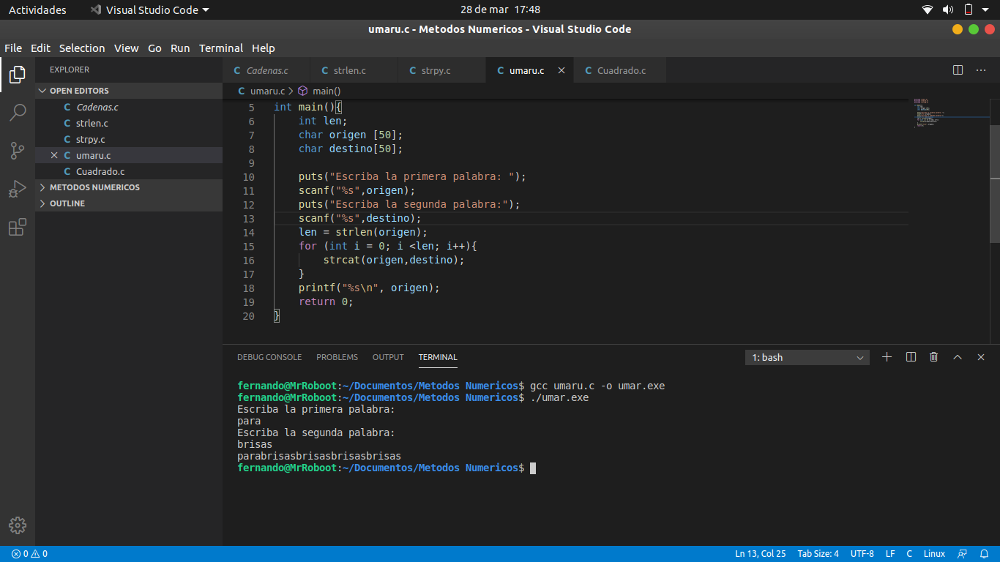 Actividades Visual Studio Code 28 de mar 17:48
umaru.c - Metodos Numericos - Visual Studio Code
File Edit Selection View Go Run Terminal Help
EXPLORER
OPEN EDITORS
C Cadenas.c
C strlen.c
C strpy.c
C umaru.c
C Cuadrado.c
METODOS NUMERICOS
OUTLINE
C Cadenas.c C strlen.c C strpy.c C umaru.c C Cuadrado.c
C umaru.c > main()
5 int main(){
6 int len;
7 char origen [50];
8 char destino[50];
9
10 puts("Escriba la primera palabra: ");
11 scanf("%s",origen);
12 puts("Escriba la segunda palabra:");
13 scanf("%s",destino);
14 len = strlen(origen);
15 for (int i = 0; i <len; i++){
16 strcat(origen,destino);
17 }
18 printf("%s\n", origen);
19 return 0;
20 }
DEBUG CONSOLE PROBLEMS OUTPUT TERMINAL 1: bash
fernando@MrRoboot:~/Documentos/Metodos Numericos$ gcc umaru.c -o umar.exe
fernando@MrRoboot:~/Documentos/Metodos Numericos$ ./umar.exe
Escriba la primera palabra:
para
Escriba la segunda palabra:
brisas
parabrisasbrisasbrisasbrisas
fernando@MrRoboot:~/Documentos/Metodos Numericos$
0 0 Ln 13, Col 25 Tab Size: 4 UTF-8 LF C Linux